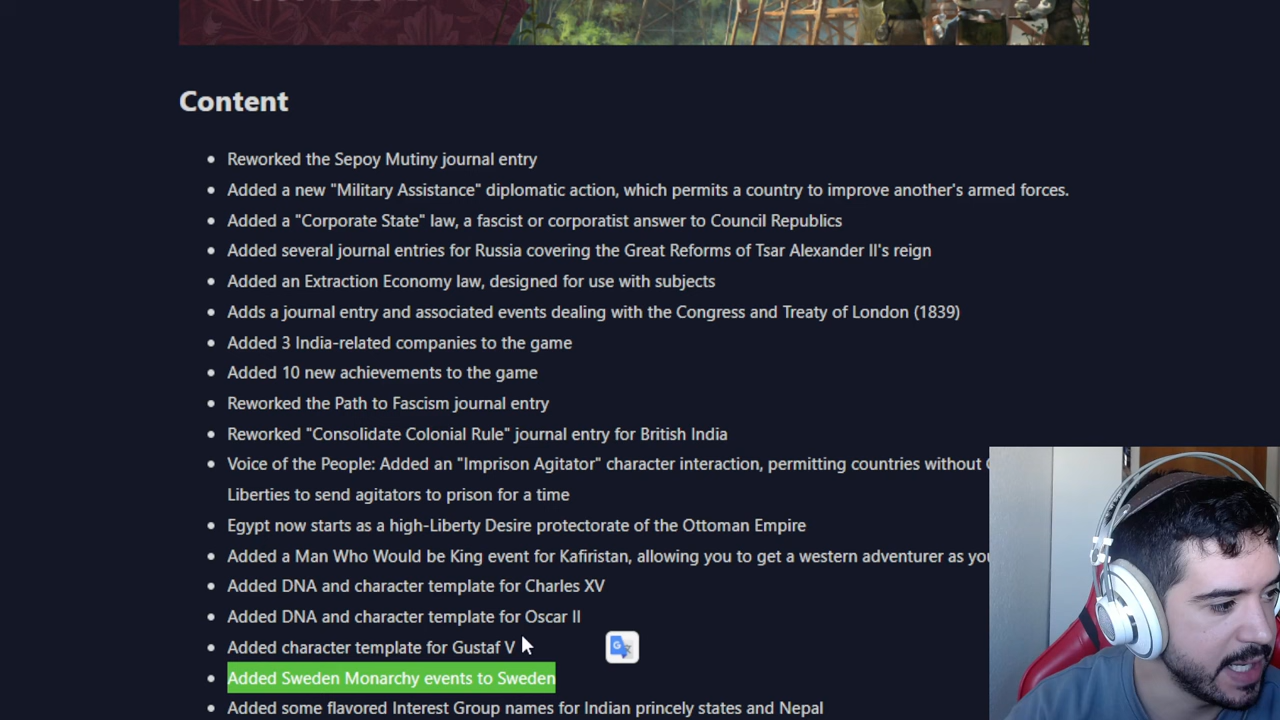 Content
Reworked the Sepoy Mutiny journal entry
Added a new "Military Assistance" diplomatic action, which permits a country to improve another's armed forces.
Added a "Corporate State" law, a fascist or corporatist answer to Council Republics
Added several journal entries for Russia covering the Great Reforms of Tsar Alexander II's reign
Added an Extraction Economy law, designed for use with subjects
Adds a journal entry and associated events dealing with the Congress and Treaty of London (1839)
Added 3 India-related companies to the game
Added 10 new achievements to the game
Reworked the Path to Fascism journal entry
Reworked "Consolidate Colonial Rule" journal entry for British India
Voice of the People: Added an "Imprison Agitator" character interaction, permitting countries without
Liberties to send agitators to prison for a time
Egypt now starts as a high-Liberty Desire protectorate of the Ottoman Empire
Added a Man Who Would be King event for Kafiristan, allowing you to get a western adventurer as
Added DNA and character template for Charles XV
Added DNA and character template for Oscar II
Added character template for Gustaf V
Added Sweden Monarchy events to Sweden
Added some flavored Interest Group names for Indian princely states and Nepal